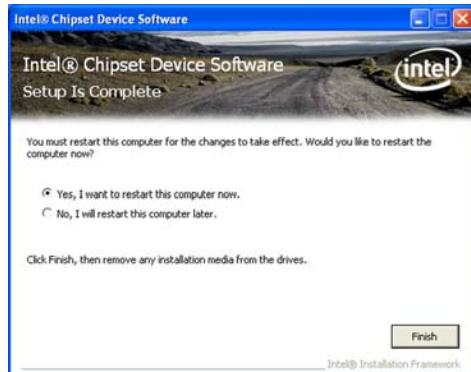 Intel® Chipset Device Software
Intel® Chipset Device Software
intel
Setup Is Complete
You must restart this computer for the changes to take effect. Would you like to restart the
computer now?
Yes, I want to restart this computer now.
No, I will restart this computer later.
Click Finish, then remove any installation media from the drives.
Finish
Intel® Installation Framework